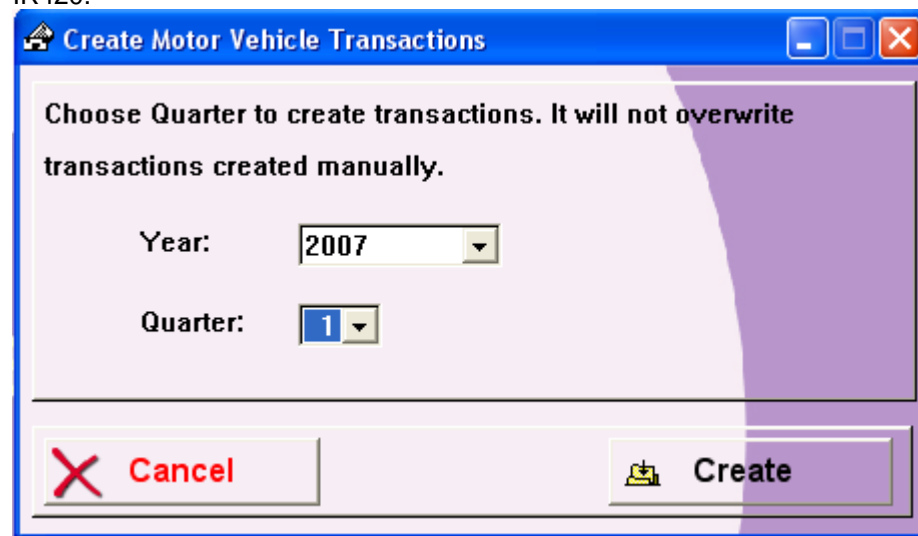 IR420.
Create Motor Vehicle Transactions
Choose Quarter to create transactions. It will not overwrite
transactions created manually.
Year: 2007
Quarter: 1
Cancel Create